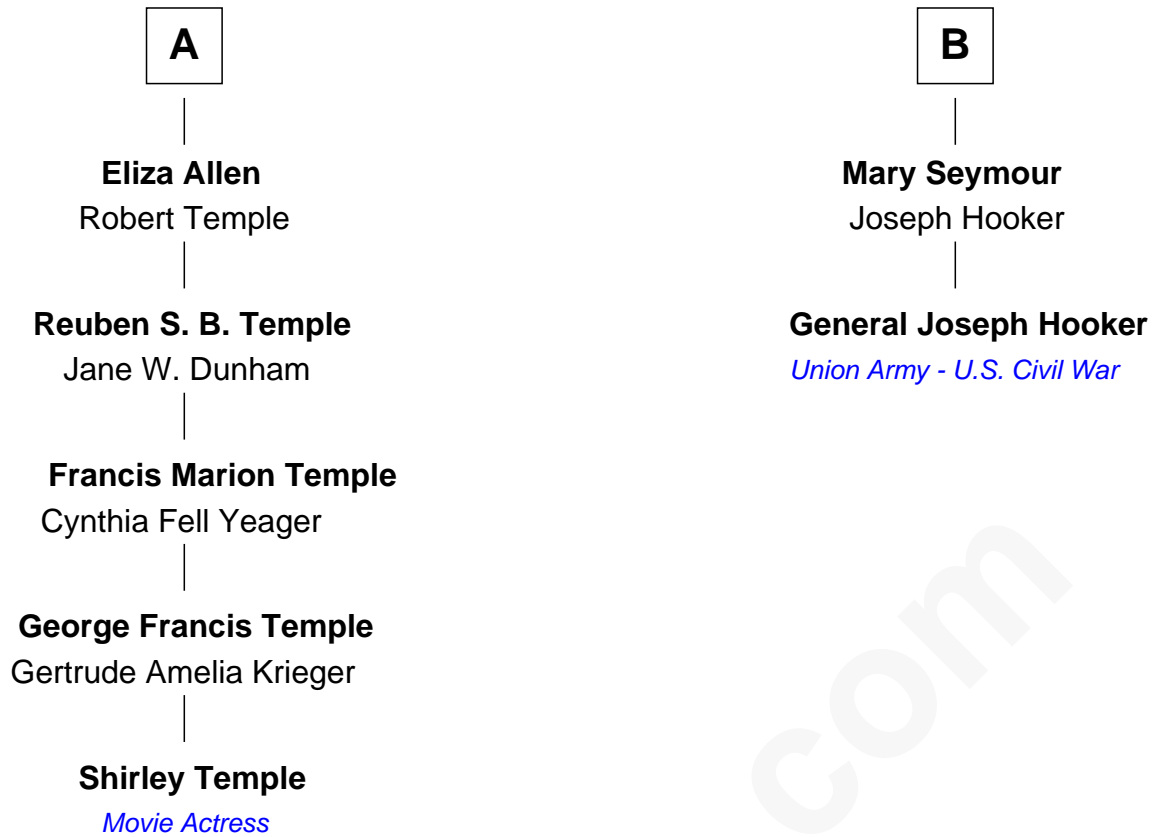 A
Eliza Allen
Robert Temple
Reuben S. B. Temple
Jane W. Dunham
Francis Marion Temple
Cynthia Fell Yeager
George Francis Temple
Gertrude Amelia Krieger
Shirley Temple
Movie Actress
B
Mary Seymour
Joseph Hooker
General Joseph Hooker
Union Army - U.S. Civil War
com